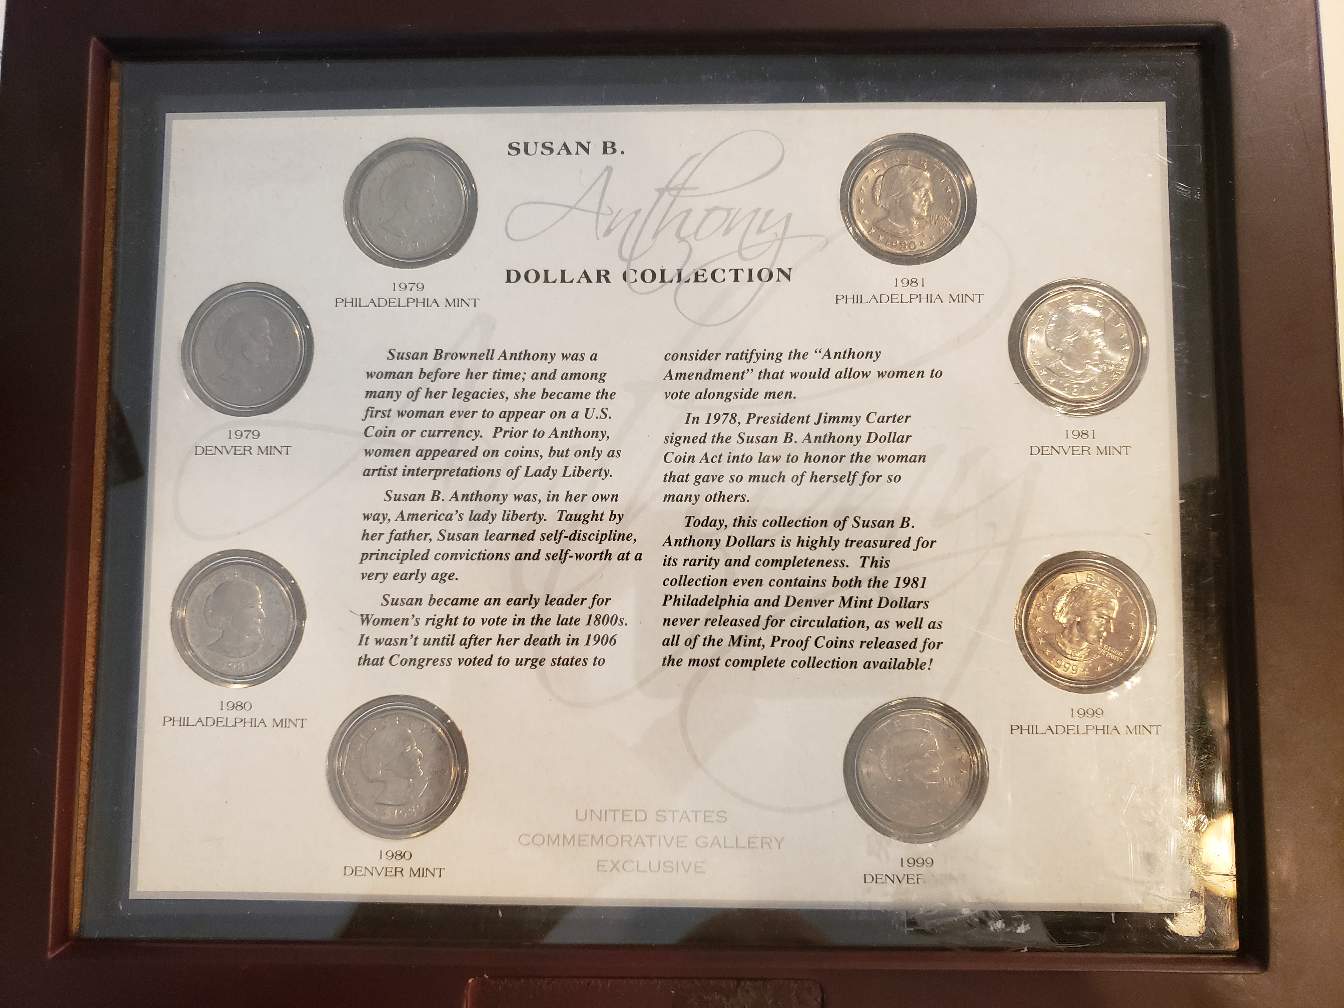 SUSAN B.
Anthony
DOLLAR COLLECTION
1979
PHILADELPHIA MINT
1981
PHILADELPHIA MINT
1979
DENVER MINT
1981
DENVER MINT
1980
PHILADELPHIA MINT
1999
PHILADELPHIA MINT
1980
DENVER MINT
1999
DENVER
Susan Brownell Anthony was a
woman before her time; and among
many of her legacies, she became the
first woman ever to appear on a U.S.
Coin or currency. Prior to Anthony,
women appeared on coins, but only as
artist interpretations of Lady Liberty.
Susan B. Anthony was, in her own
way, America's lady liberty. Taught by
her father, Susan learned self-discipline,
principled convictions and self-worth at a
very early age.
Susan became an early leader for
Women's right to vote in the late 1800s.
It wasn't until after her death in 1906
that Congress voted to urge states to
consider ratifying the “Anthony
Amendment” that would allow women to
vote alongside men.
In 1978, President Jimmy Carter
signed the Susan B. Anthony Dollar
Coin Act into law to honor the woman
that gave so much of herself for so
many others.
Today, this collection of Susan B.
Anthony Dollars is highly treasured for
its rarity and completeness. This
collection even contains both the 1981
Philadelphia and Denver Mint Dollars
never released for circulation, as well as
all of the Mint, Proof Coins released for
the most complete collection available!
UNITED STATES
COMMEMORATIVE GALLERY
EXCLUSIVE
LIBERTY
LIBERTY
1999